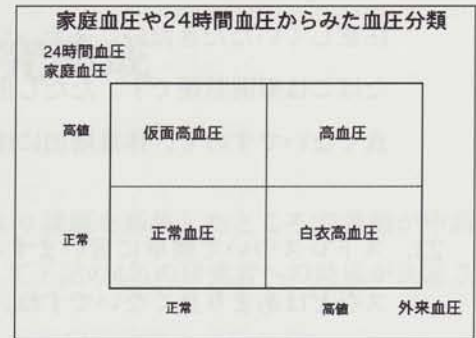 家庭血圧や24時間血圧からみた血圧分類
24時間血圧
家庭血圧
高値
仮面高血圧
高血圧
正常
正常血圧
白衣高血圧
正常
高値
外来血圧